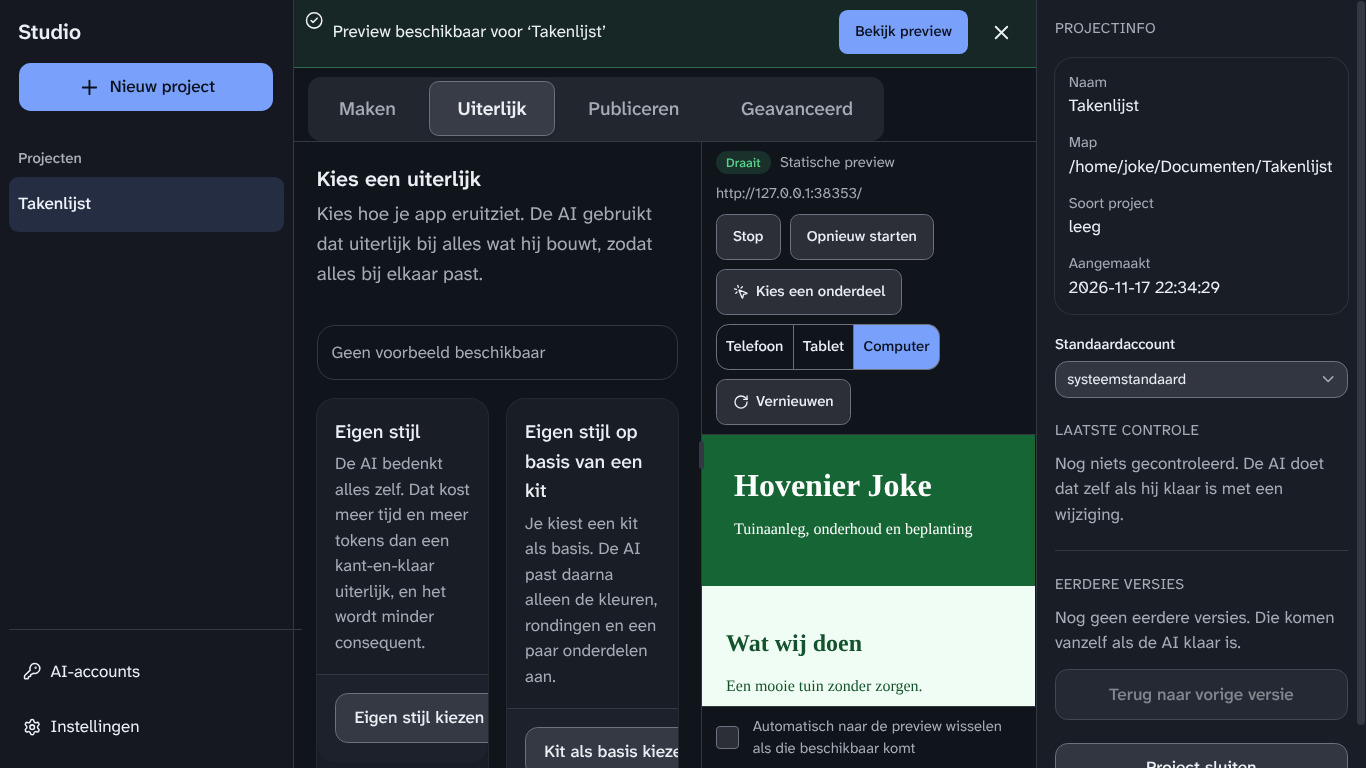 Studio
Nieuw project
Projecten
Takenlijst
AI-accounts
Instellingen
Preview beschikbaar voor ‘Takenlijst’
Bekijk preview
Maken
Uiterlijk
Publiceren
Geavanceerd
Kies een uiterlijk
Kies hoe je app eruitziet. De AI gebruikt
dat uiterlijk bij alles wat hij bouwt, zodat
alles bij elkaar past.
Geen voorbeeld beschikbaar
Eigen stijl
De AI bedenkt
alles zelf. Dat kost
meer tijd en meer
tokens dan een
kant-en-klaar
uiterlijk, en het
wordt minder
consequent.
Eigen stijl kiezen
Eigen stijl op
basis van een
kit
Je kiest een kit
als basis. De AI
past daarna
alleen de kleuren,
rondingen en een
paar onderdelen
aan.
Kit als basis kieze
Draait
Statische preview
http://127.0.0.1:38353/
Stop
Opnieuw starten
Kies een onderdeel
Telefoon
Tablet
Computer
Vernieuwen
Hovenier Joke
Tuinaanleg, onderhoud en beplanting
Wat wij doen
Een mooie tuin zonder zorgen.
Automatisch naar de preview wisselen
als die beschikbaar komt
PROJECTINFO
Naam
Takenlijst
Map
/home/joke/Documenten/Takenlijst
Soort project
leeg
Aangemaakt
2026-11-17 22:34:29
Standaardaccount
systeemstandaard
LAATSTE CONTROLE
Nog niets gecontroleerd. De AI doet
dat zelf als hij klaar is met een
wijziging.
EERDERE VERSIES
Nog geen eerdere versies. Die komen
vanzelf als de AI klaar is.
Terug naar vorige versie
Project sluiten